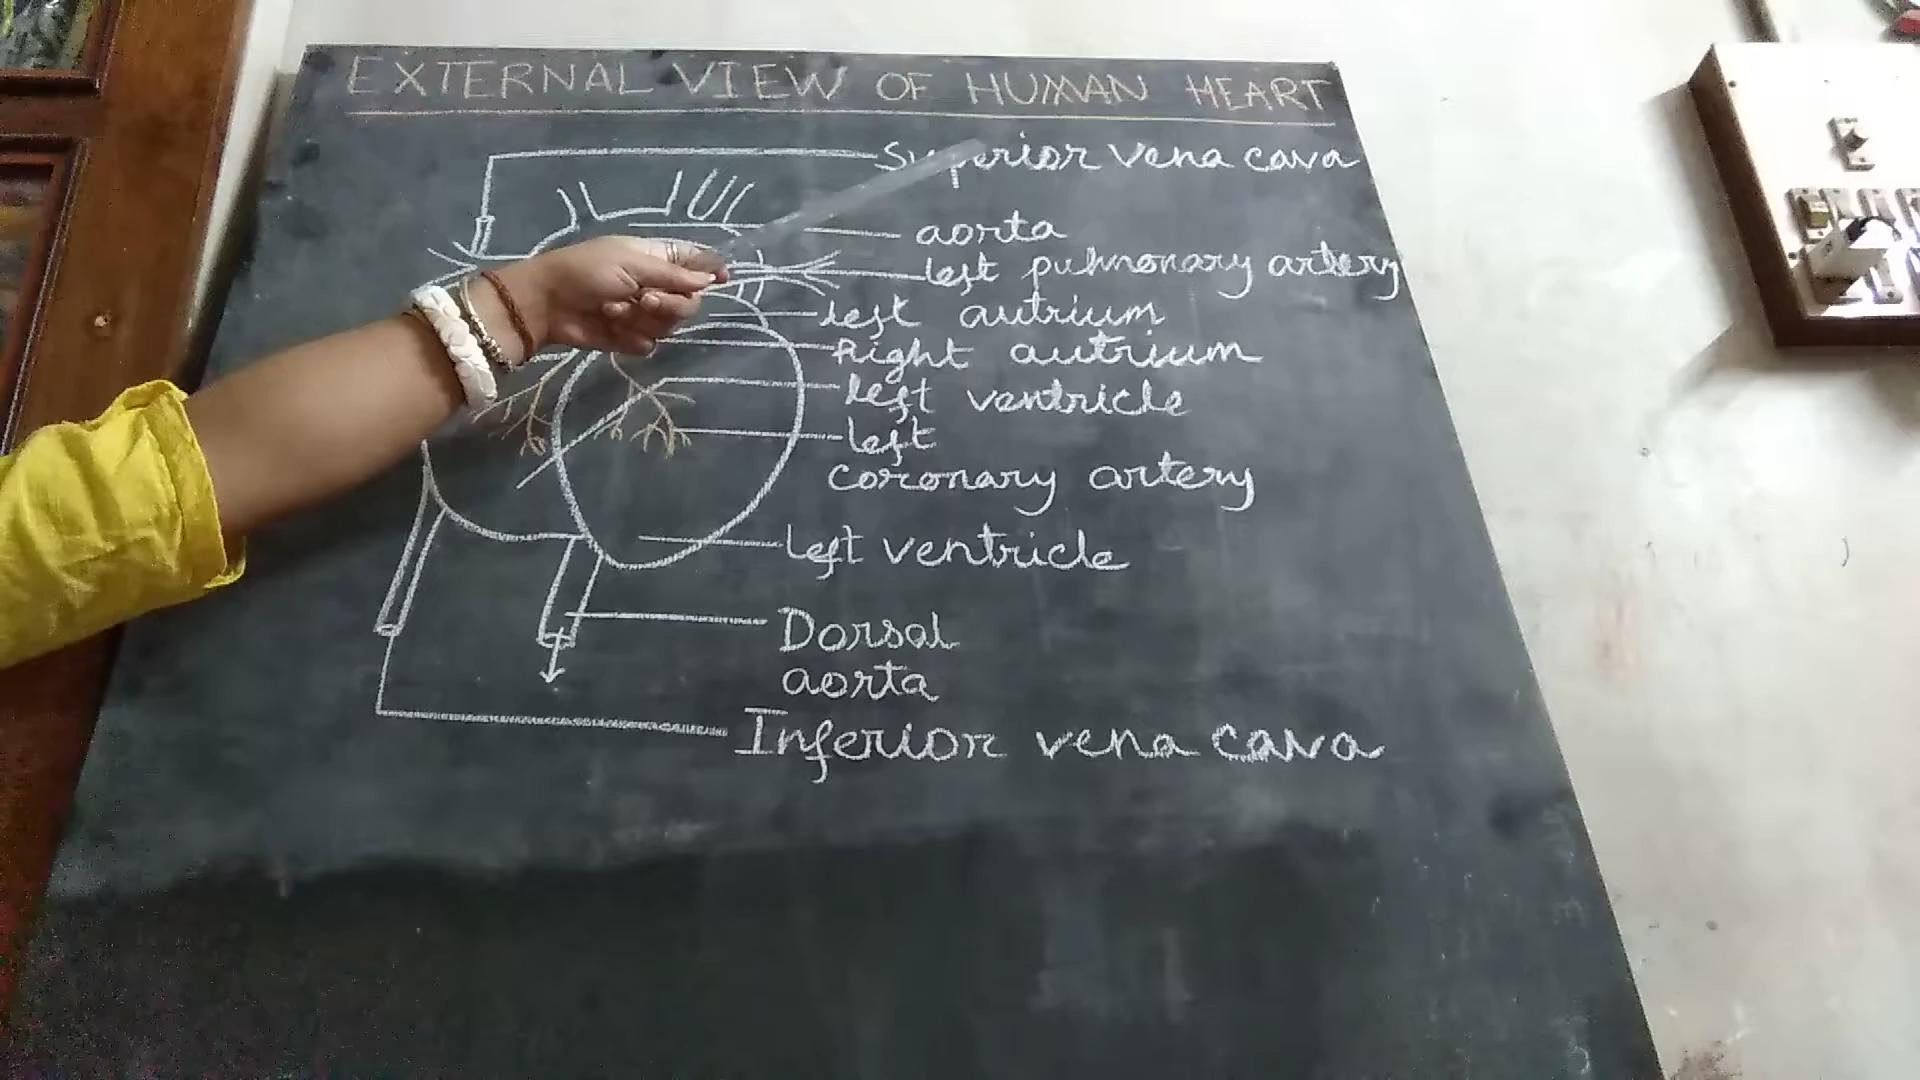 EXTERNAL VIEW OF HUMAN HEART
Superior vena cava
aorta
left pulmonary artery
left autrium
Right autrium
left ventricle
left
coronary artery
Left ventricle
Dorsal
aorta
Inferior vena cava